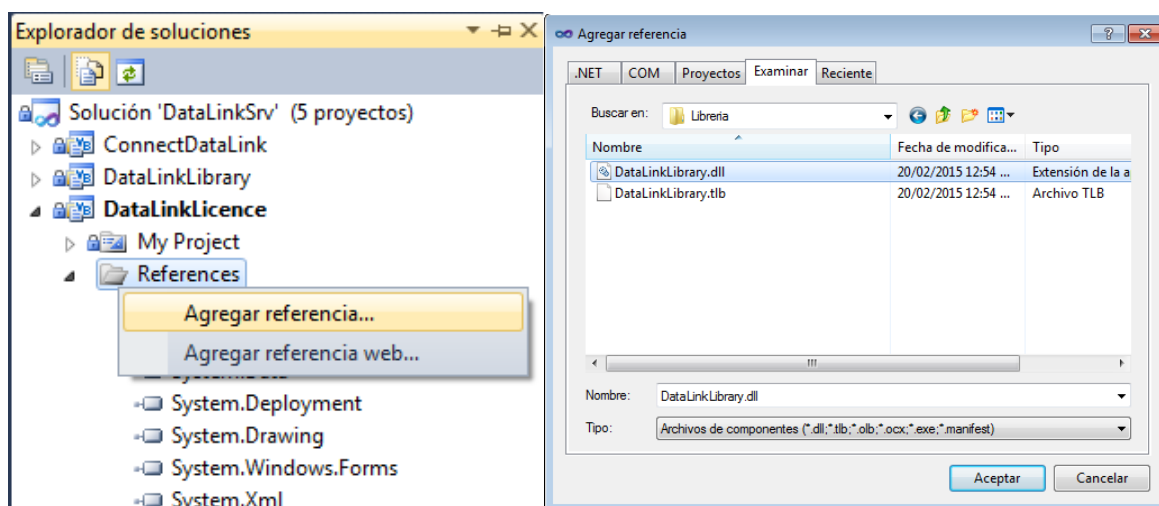 Explorador de soluciones
Solución 'DataLinkSrv' (5 proyectos)
ConnectDataLink
DataLinkLibrary
DataLinkLicence
My Project
References
Agregar referencia...
Agregar referencia web...
System.Deployment
System.Drawing
System.Windows.Forms
System.Xml
Agregar referencia
.NET COM Proyectos Examinar Reciente
Buscar en: Libreria
Nombre Fecha de modifica... Tipo
DataLinkLibrary.dll 20/02/2015 12:54 ... Extensión de la a
DataLinkLibrary.tlb 20/02/2015 12:54 ... Archivo TLB
Nombre: DataLinkLibrary.dll
Tipo: Archivos de componentes (*.dll;*.tlb;*.olb;*.ocx;*.exe;*.manifest)
Aceptar Cancelar